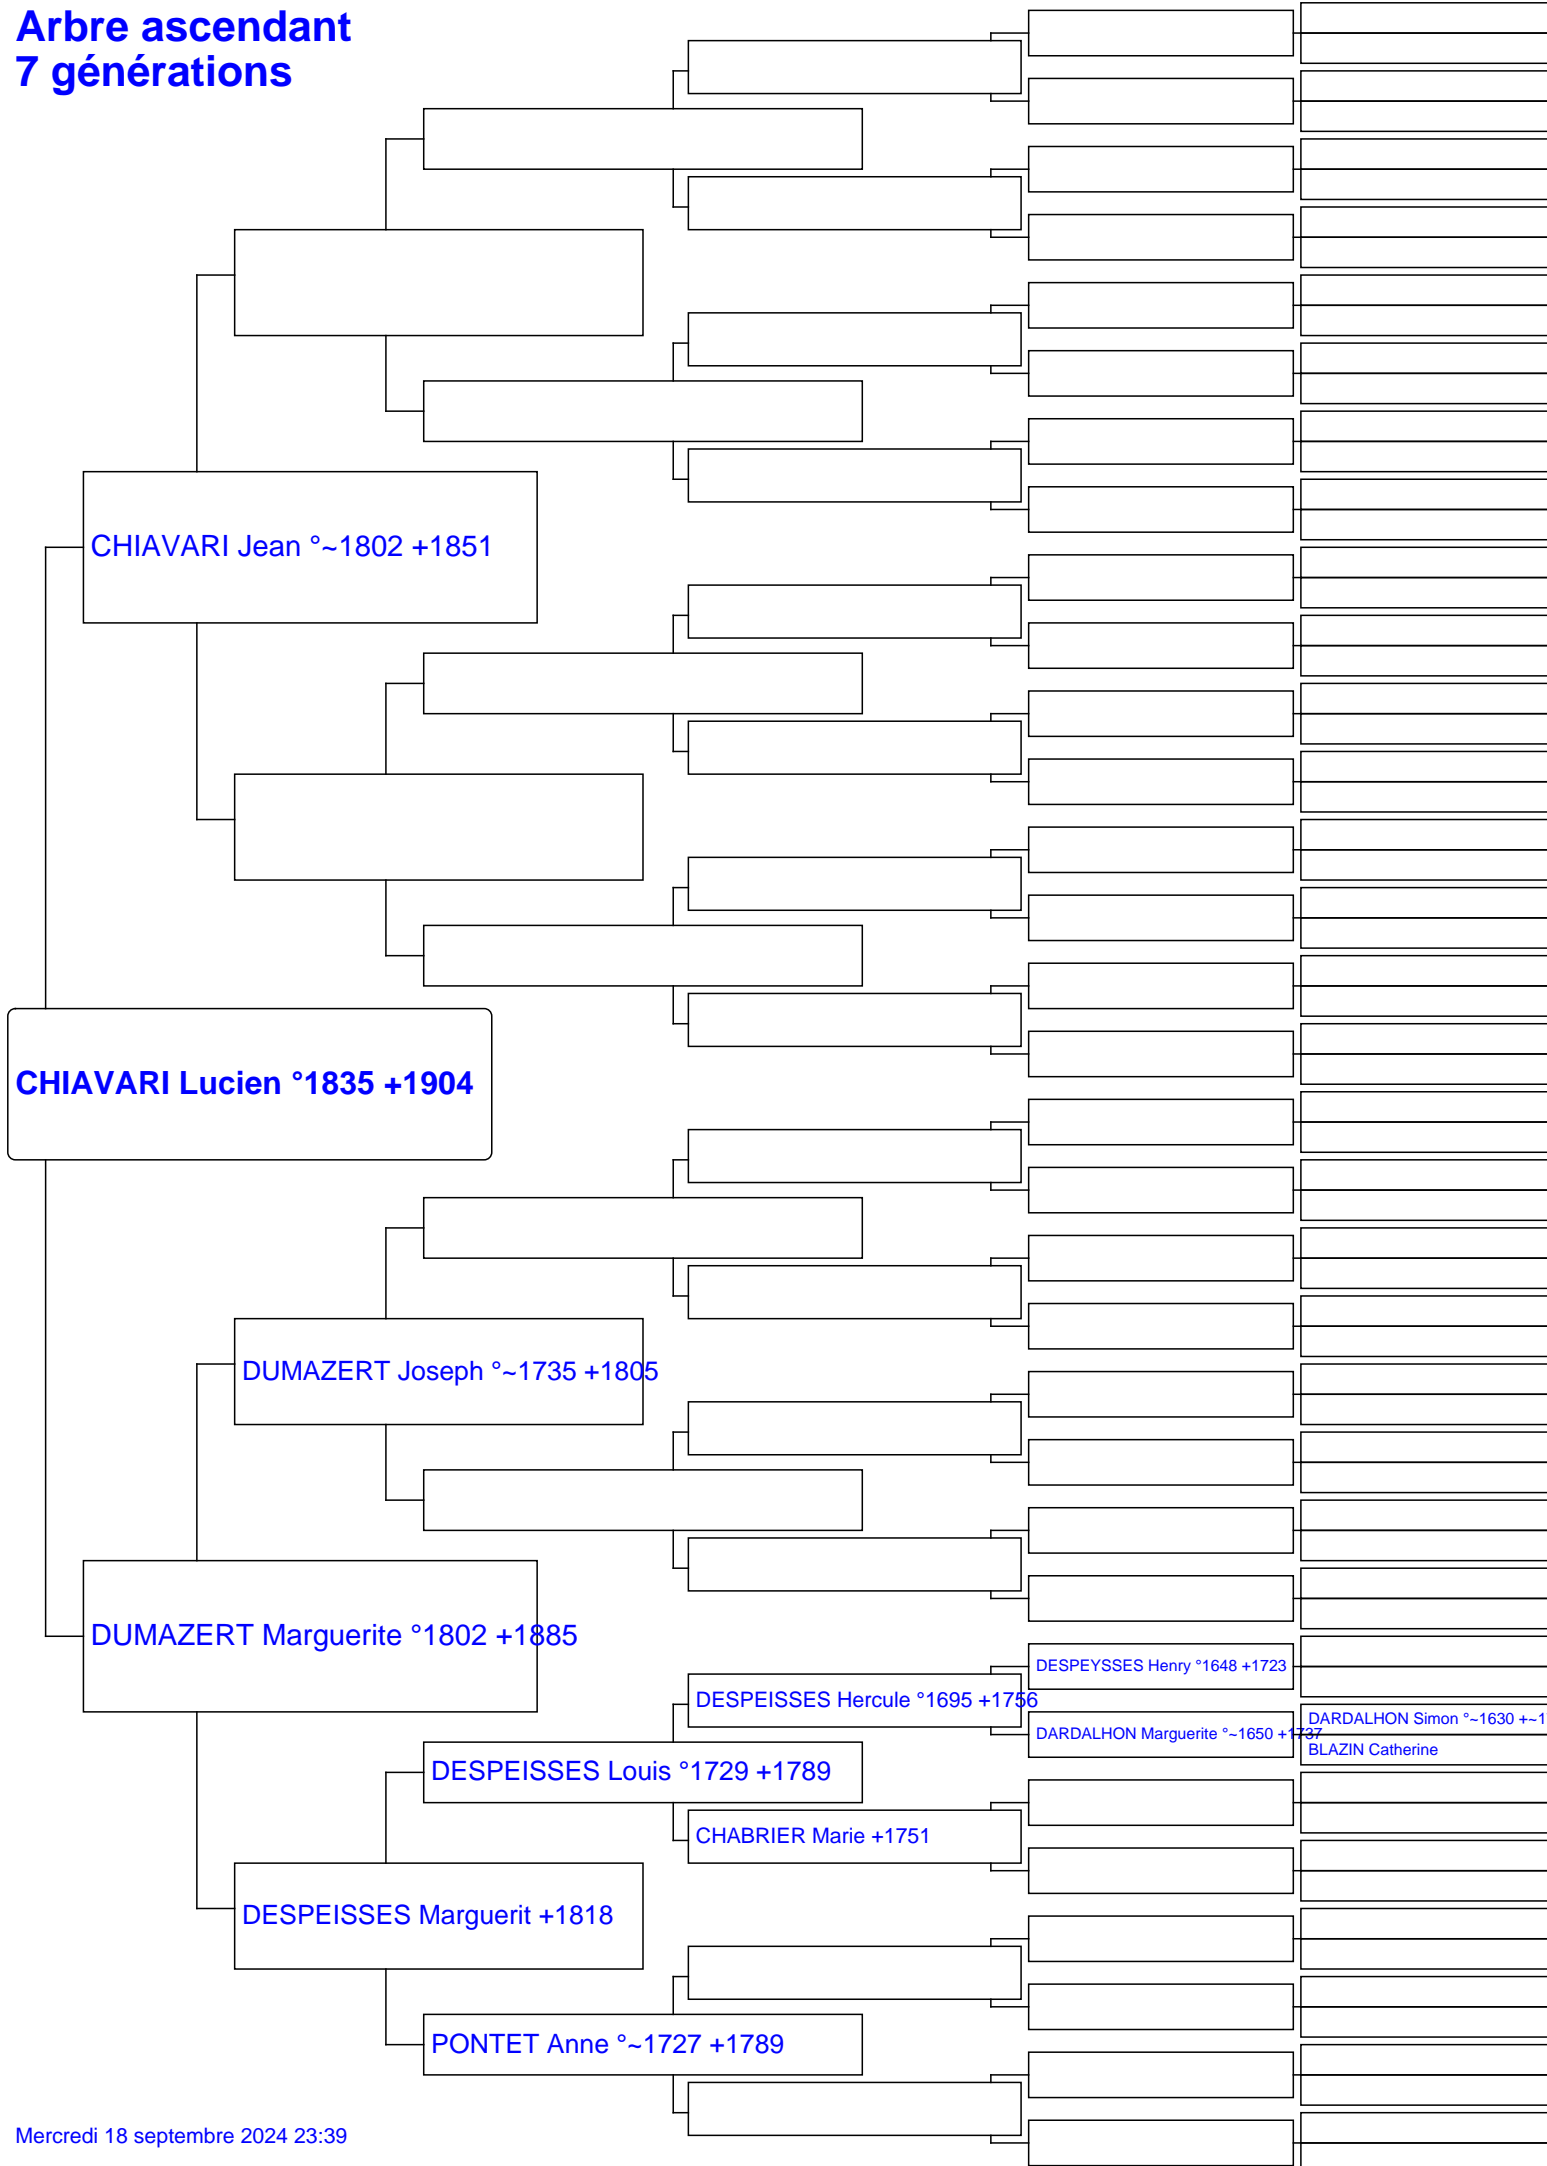 Arbre ascendant
7 générations
CHIAVARI Jean °~1802 +1851
CHIAVARI Lucien °1835 +1904
DUMAZERT Joseph °~1735 +1805
DUMAZERT Marguerite °1802 +1885
DESPEYSSES Henry °1648 +1723
DESPEISSES Hercule °1695 +1756
DARDALHON Simon °~1630 +~1
DARDALHON Marguerite °~1650 +1737
BLAZIN Catherine
DESPEISSES Louis °1729 +1789
CHABRIER Marie +1751
DESPEISSES Marguerit +1818
PONTET Anne °~1727 +1789
Mercredi 18 septembre 2024 23:39